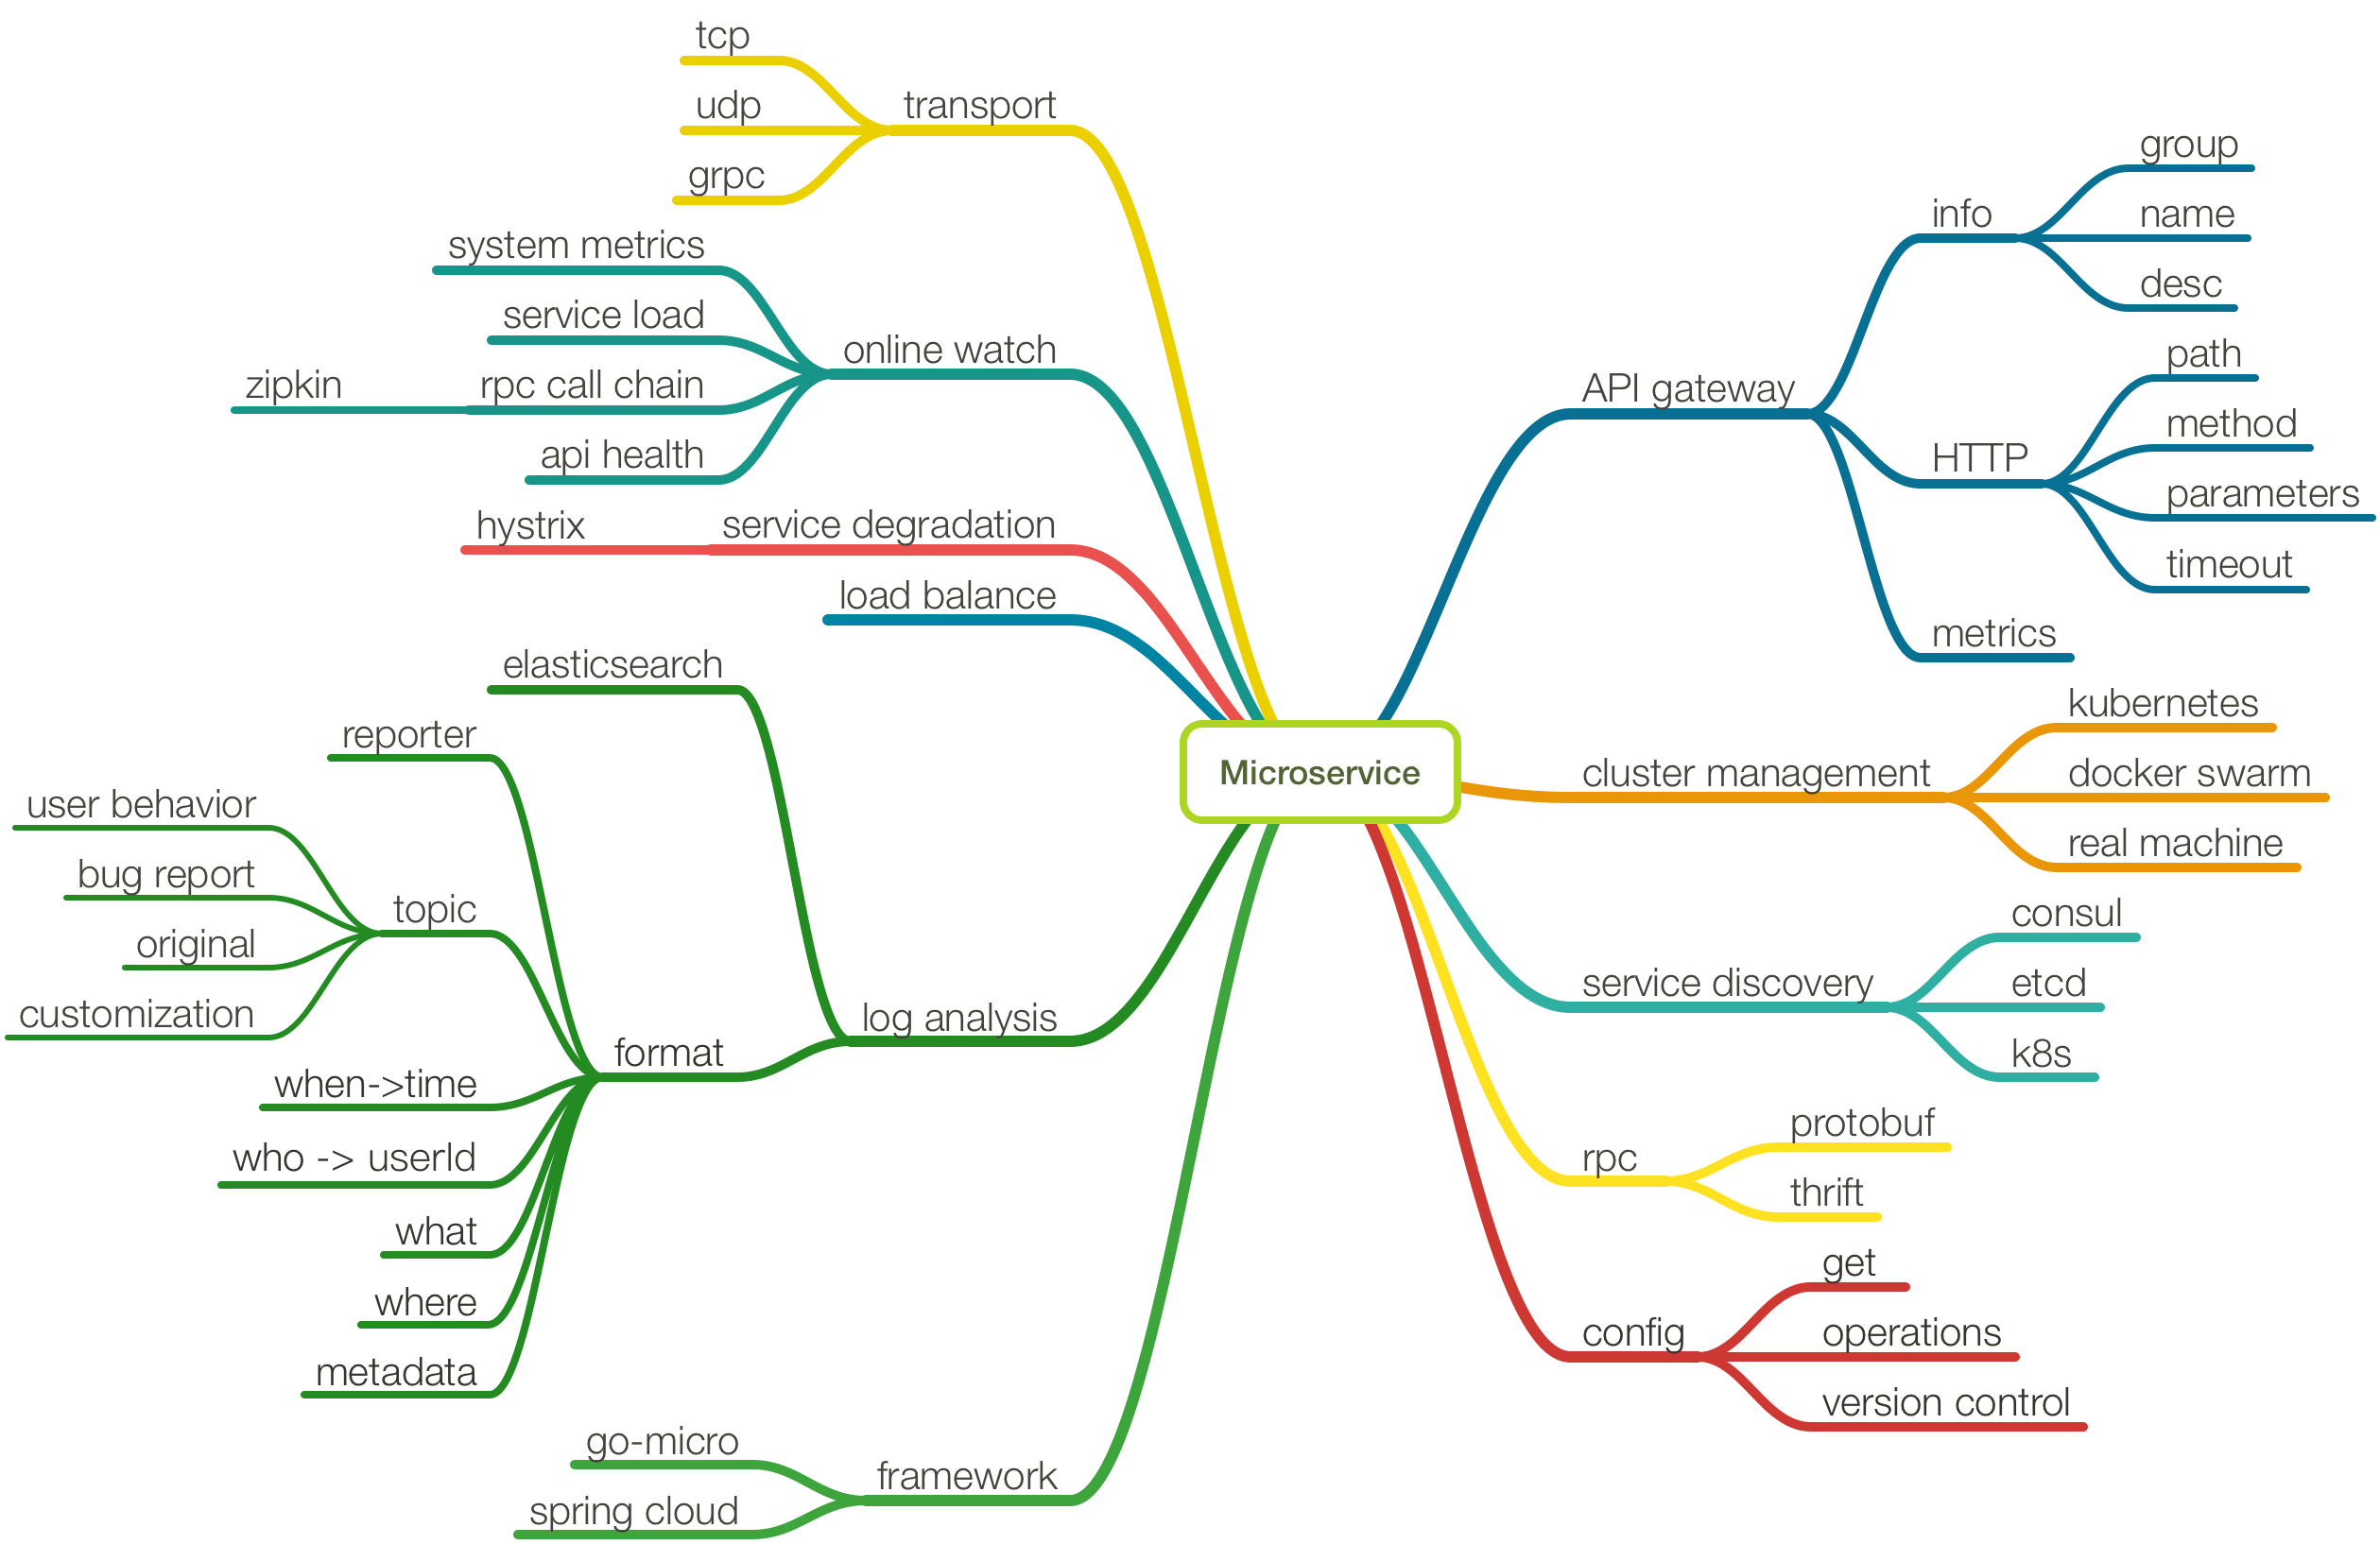 Microservice
transport
tcp
udp
grpc
online watch
system metrics
service load
rpc call chain
zipkin
api health
service degradation
hystrix
load balance
log analysis
elasticsearch
format
reporter
topic
user behavior
bug report
original
customization
when->time
who -> userId
what
where
metadata
framework
go-micro
spring cloud
API gateway
info
group
name
desc
HTTP
path
method
parameters
timeout
metrics
cluster management
kubernetes
docker swarm
real machine
service discovery
consul
etcd
k8s
rpc
protobuf
thrift
config
get
operations
version control